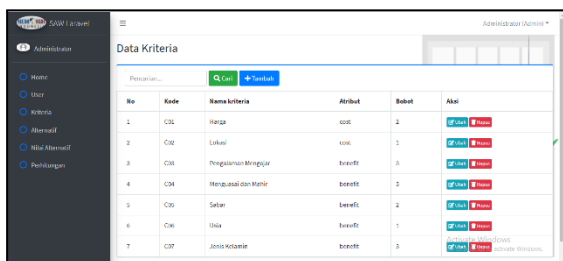 SAW Laravel
Administrator (Admin)
Administrator
Data Kriteria
Home
User
Kriteria
Alternatif
Nilai Alternatif
Perhitungan
Pencarian...
Cari
Tambah
No Kode Nama kriteria Atribut Bobot Aksi
1 C01 Harga cost 2 Ubah Hapus
2 C02 Lokasi cost 1 Ubah Hapus
3 C03 Pengalaman Mengajar benefit 3 Ubah Hapus
4 C04 Menguasai dan Mahir benefit 3 Ubah Hapus
5 C05 Sabar benefit 2 Ubah Hapus
6 C06 Usia benefit 1 Ubah Hapus
7 C07 Jenis Kelamin benefit 3 Ubah Hapus
Activate Windows
activate Windows.